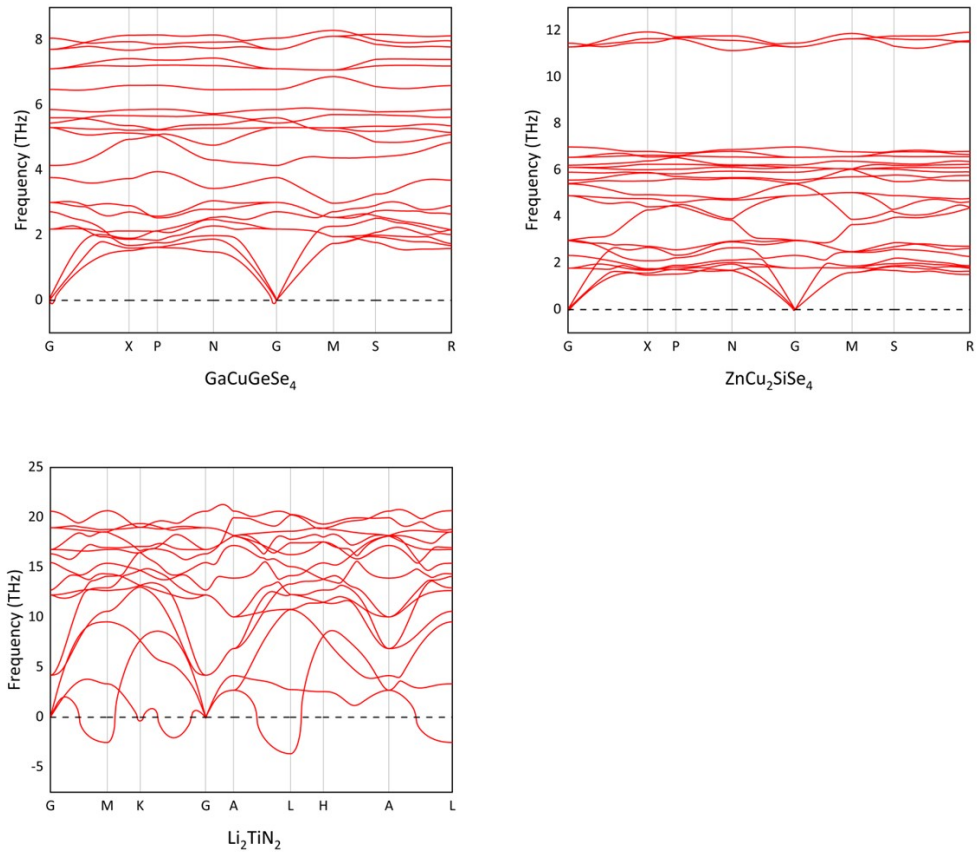 Frequency (THz)
8
6
4
2
0
G X P N G M S R
GaCuGeSe₄
Frequency (THz)
12
10
8
6
4
2
0
G X P N G M S R
ZnCu₂SiSe₄
Frequency (THz)
25
20
15
10
5
0
-5
G M K G A L H A L
Li₂TiN₂